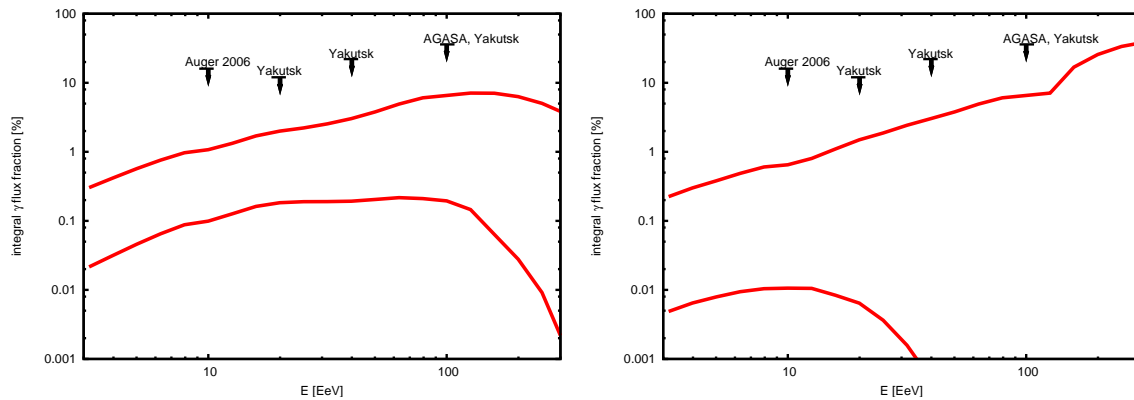 100
10
1
0.1
0.01
0.001
10
100
integral γ flux fraction [%]
E [EeV]
Auger 2006
Yakutsk
Yakutsk
AGASA, Yakutsk
100
10
1
0.1
0.01
0.001
10
100
integral γ flux fraction [%]
E [EeV]
Auger 2006
Yakutsk
Yakutsk
AGASA, Yakutsk